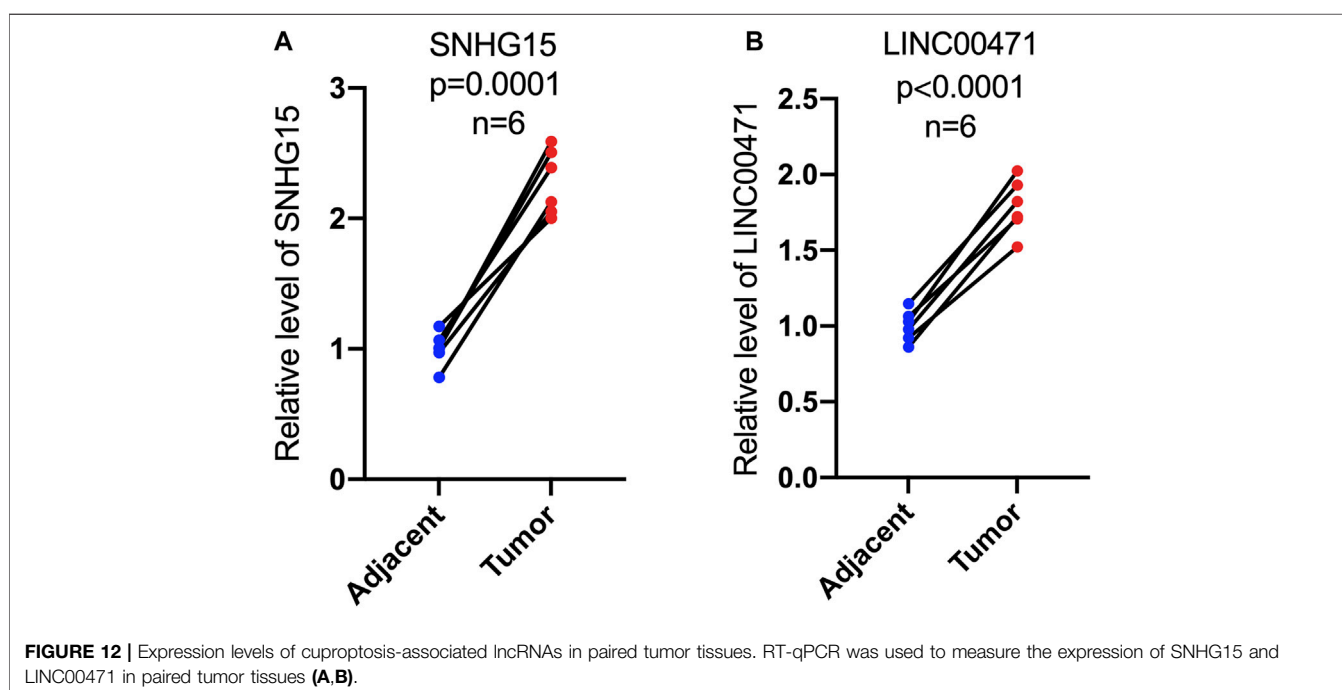 A
SNHG15
p=0.0001
n=6
Relative level of SNHG15
3
2
1
0
Adjacent
Tumor
B
LINC00471
p<0.0001
n=6
Relative level of LINC00471
2.5
2.0
1.5
1.0
0.5
0.0
Adjacent
Tumor
FIGURE 12 | Expression levels of cuproptosis-associated lncRNAs in paired tumor tissues. RT-qPCR was used to measure the expression of SNHG15 and
LINC00471 in paired tumor tissues (A,B).